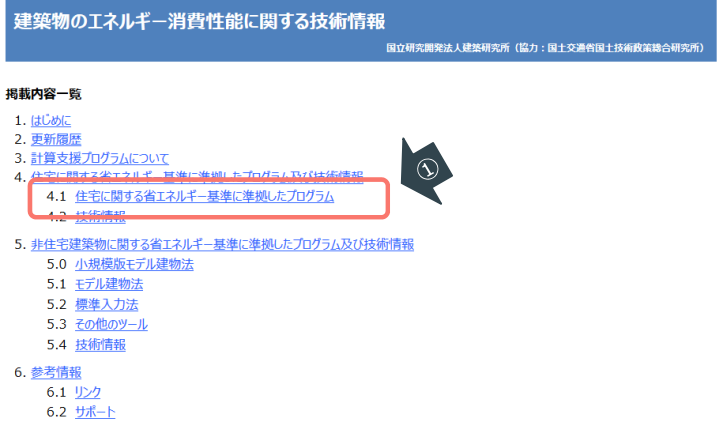 建築物のエネルギー消費性能に関する技術情報
国立研究開発法人建築研究所（協力：国土交通省国土技術政策総合研究所）
掲載内容一覧
1. はじめに
2. 更新履歴
3. 計算支援プログラムについて
4. 住宅に関する省エネルギー基準に準拠したプログラム及び技術情報
①
4.1 住宅に関する省エネルギー基準に準拠したプログラム
4.2 技術情報
5. 非住宅建築物に関する省エネルギー基準に準拠したプログラム及び技術情報
5.0 小規模版モデル建物法
5.1 モデル建物法
5.2 標準入力法
5.3 その他のツール
5.4 技術情報
6. 参考情報
6.1 リンク
6.2 サポート